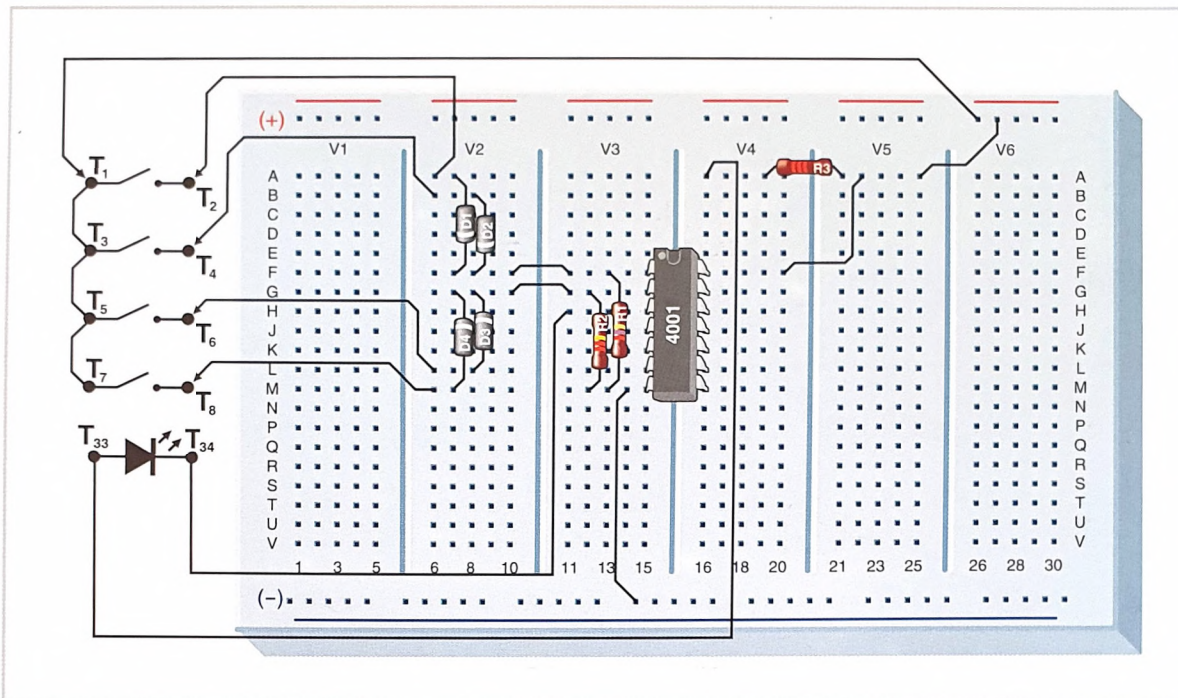 (+)
V1 V2 V3 V4 V5 V6
T1 T2
T3 T4
T5 T6
T7 T8
T33 T34
A A
B B
C C
D D
E E
F F
G G
H H
J J
K K
L L
M M
N N
P P
Q Q
R R
S S
T T
U U
V V
R3
D1 D2
D4 D3
R2 R1
4001
1 3 5 6 8 10 11 13 15 16 18 20 21 23 25 26 28 30
(-)